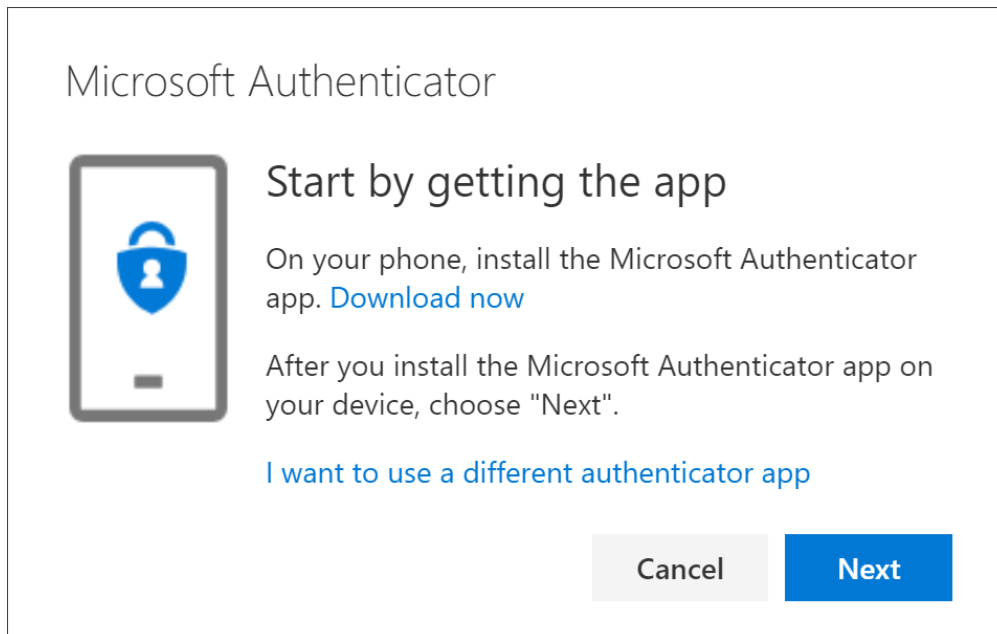 Microsoft Authenticator
Start by getting the app
On your phone, install the Microsoft Authenticator
app. Download now
After you install the Microsoft Authenticator app on
your device, choose "Next".
I want to use a different authenticator app
Cancel
Next